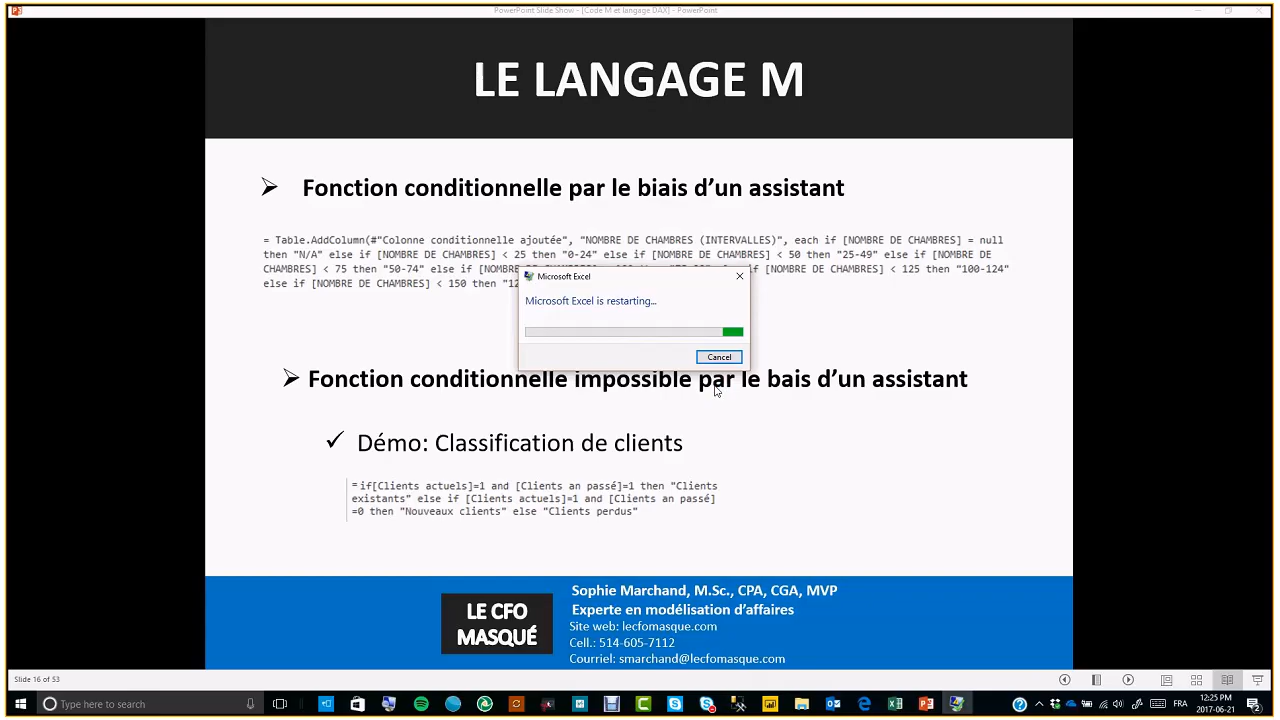 PowerPoint Slide Show - [Code M et langage DAX] - PowerPoint
LE LANGAGE M
Fonction conditionnelle par le biais d'un assistant
= Table.AddColumn(#"Colonne conditionnelle ajoutée", "NOMBRE DE CHAMBRES (INTERVALLES)", each if [NOMBRE DE CHAMBRES] = null
then "N/A" else if [NOMBRE DE CHAMBRES] < 25 then "0-24" else if [NOMBRE DE CHAMBRES] < 50 then "25-49" else if [NOMBRE DE
CHAMBRES] < 75 then "50-74" else if [NOMBRE if [NOMBRE DE CHAMBRES] < 125 then "100-124"
else if [NOMBRE DE CHAMBRES] < 150 then
Microsoft Excel
Microsoft Excel is restarting...
Cancel
Fonction conditionnelle impossible par le bais d'un assistant
Démo: Classification de clients
=if[Clients actuels]=1 and [Clients an passé]=1 then "Clients
existants" else if [Clients actuels]=1 and [Clients an passé]
=0 then "Nouveaux clients" else "Clients perdus"
LE CFO
MASQUÉ
Sophie Marchand, M.Sc., CPA, CGA, MVP
Experte en modélisation d'affaires
Site web: lecfomasque.com
Cell.: 514-605-7112
Courriel: smarchand@lecfomasque.com
Slide 16 of 53
Type here to search
FRA
12:25 PM
2017-06-21